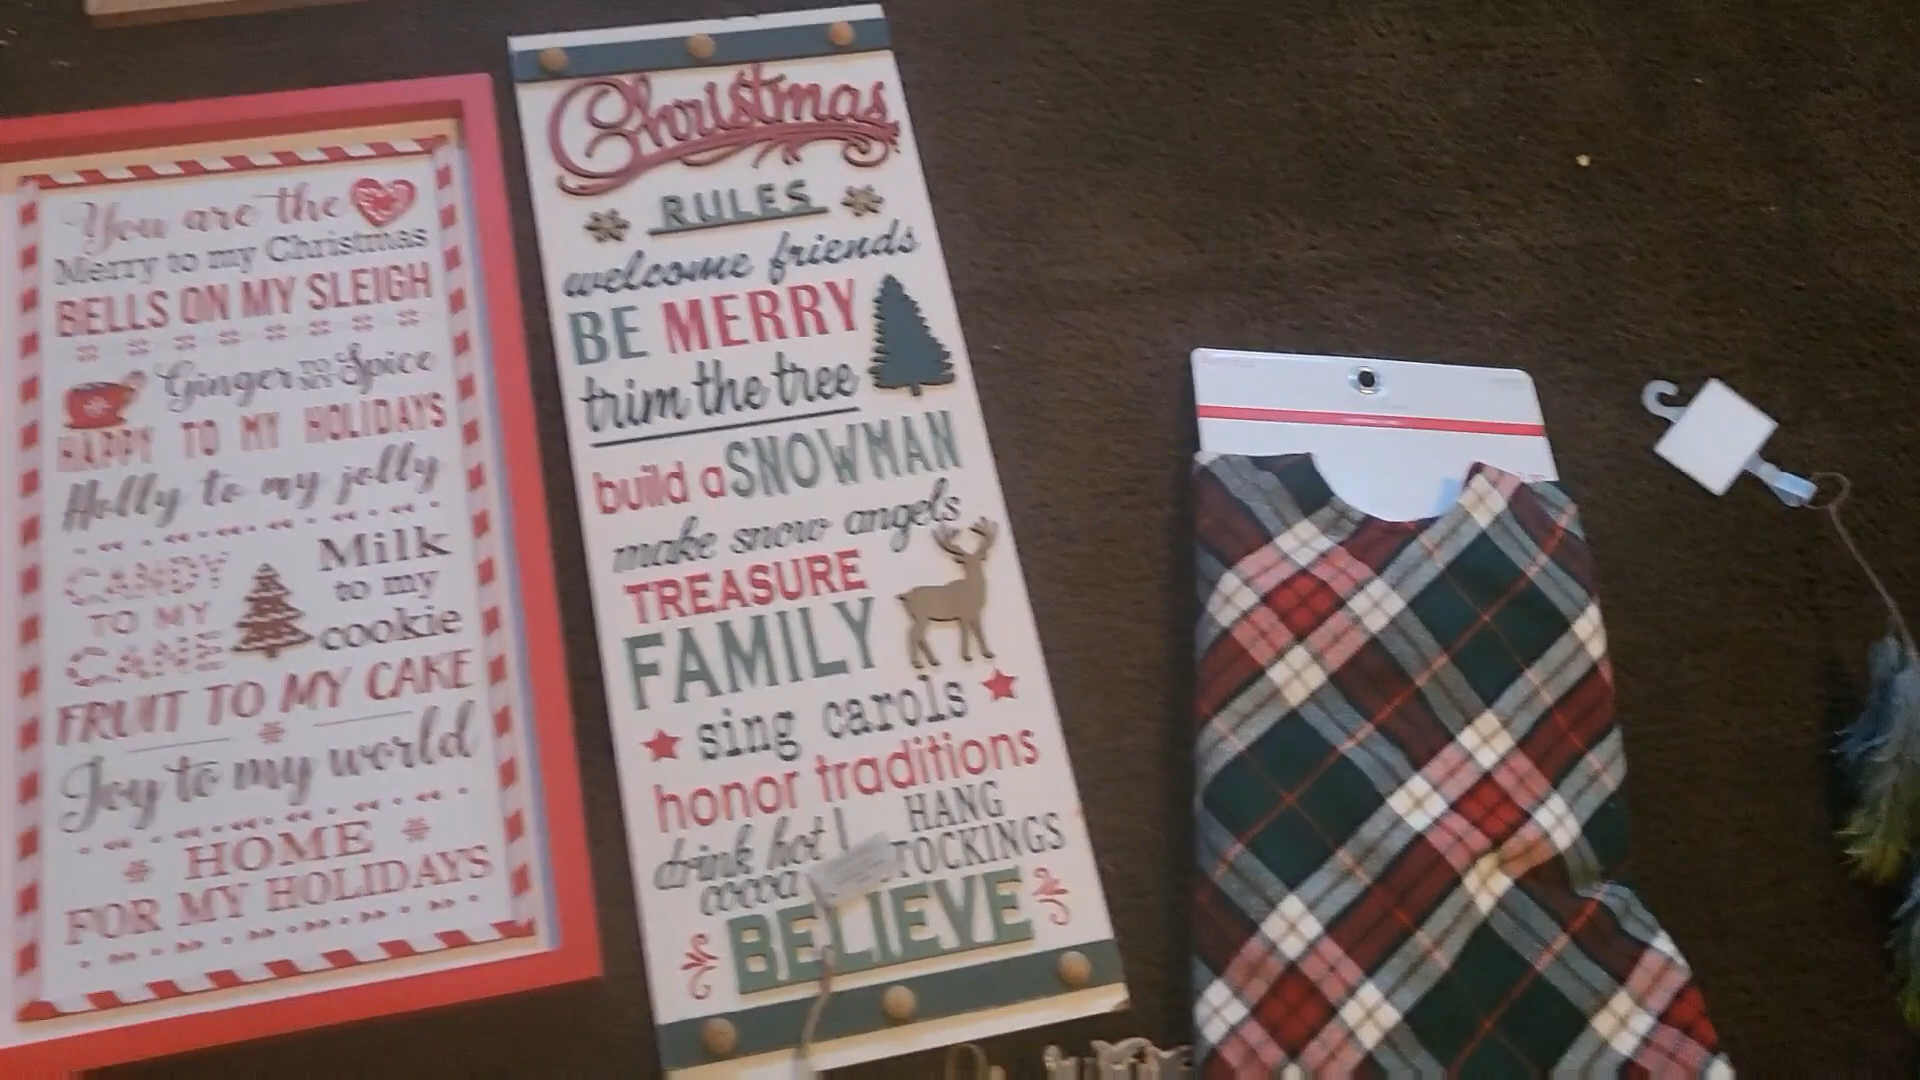 You are the
Merry to my Christmas
BELLS ON MY SLEIGH
Ginger TO MY Spice
HAPPY TO MY HOLIDAYS
Holly to my jolly
CANDY
TO MY
CANE
Milk
to my
cookie
FRUIT TO MY CAKE
Joy to my world
HOME
FOR MY HOLIDAYS
Christmas
RULES
welcome friends
BE MERRY
trim the tree
build a SNOWMAN
make snow angels
TREASURE
FAMILY
sing carols
honor traditions
drink hot
cocoa
HANG
STOCKINGS
BELIEVE